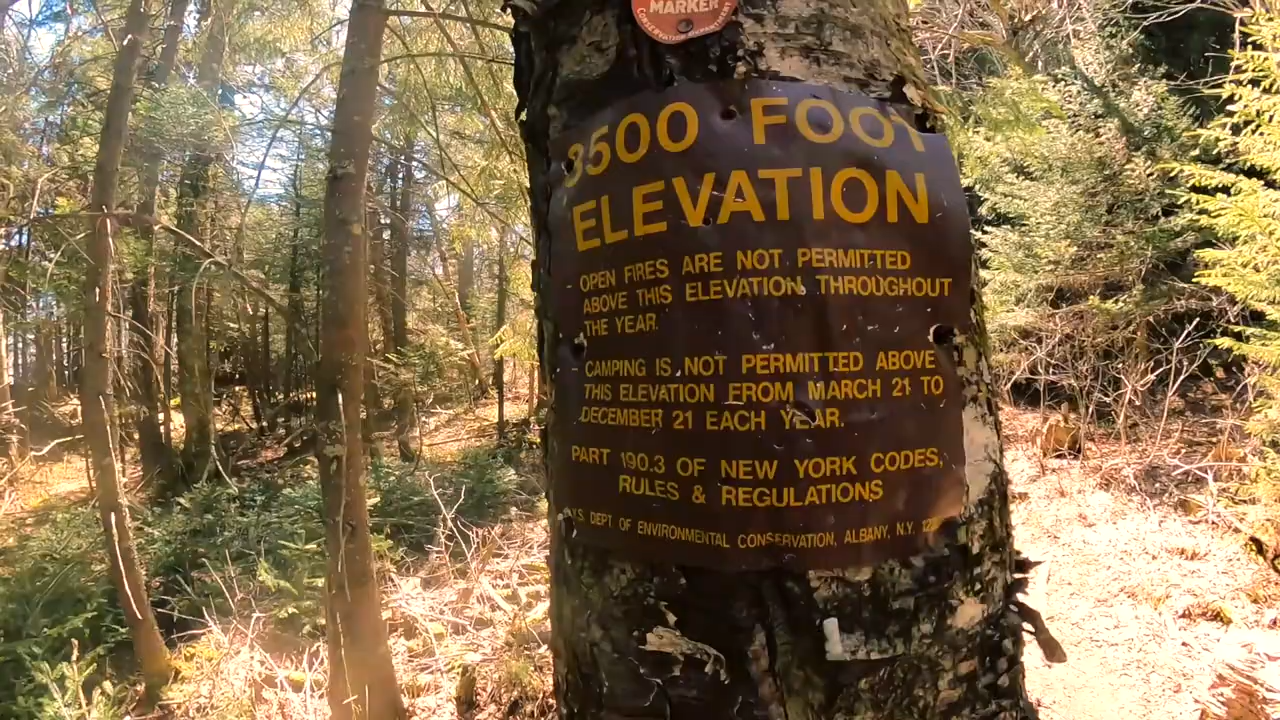 MARKER
CONSERVATION DEPARTMENT
3500 FOOT
ELEVATION
- OPEN FIRES ARE NOT PERMITTED
ABOVE THIS ELEVATION THROUGHOUT
THE YEAR.
- CAMPING IS NOT PERMITTED ABOVE
THIS ELEVATION FROM MARCH 21 TO
DECEMBER 21 EACH YEAR.
PART 190.3 OF NEW YORK CODES,
RULES & REGULATIONS
DEPT OF ENVIRONMENTAL CONSERVATION, ALBANY, N.Y.